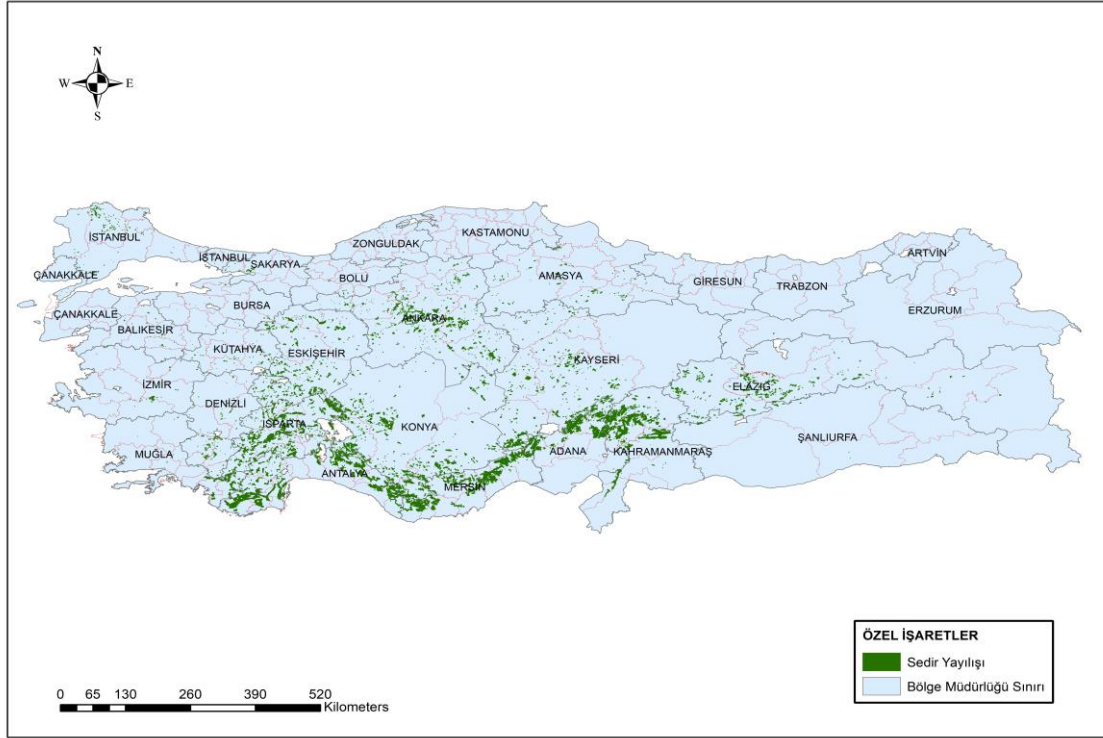 N
W E
S
İSTANBUL
ZONGULDAK
KASTAMONU
İSTANBUL
SAKARYA
ARTVİN
ÇANAKKALE
BOLU
AMASYA
GİRESUN
TRABZON
BURSA
ERZURUM
ÇANAKKALE
ANKARA
BALIKESİR
KÜTAHYA
ESKİŞEHİR
KAYSERİ
İZMİR
ELAZIĞ
DENİZLİ
ISPARTA
KONYA
ŞANLIURFA
MUĞLA
ADANA
KAHRAMANMARAŞ
ANTALYA
MERSİN
ÖZEL İŞARETLER
Sedir Yayılışı
Bölge Müdürlüğü Sınırı
0 65 130 260 390 520
Kilometers